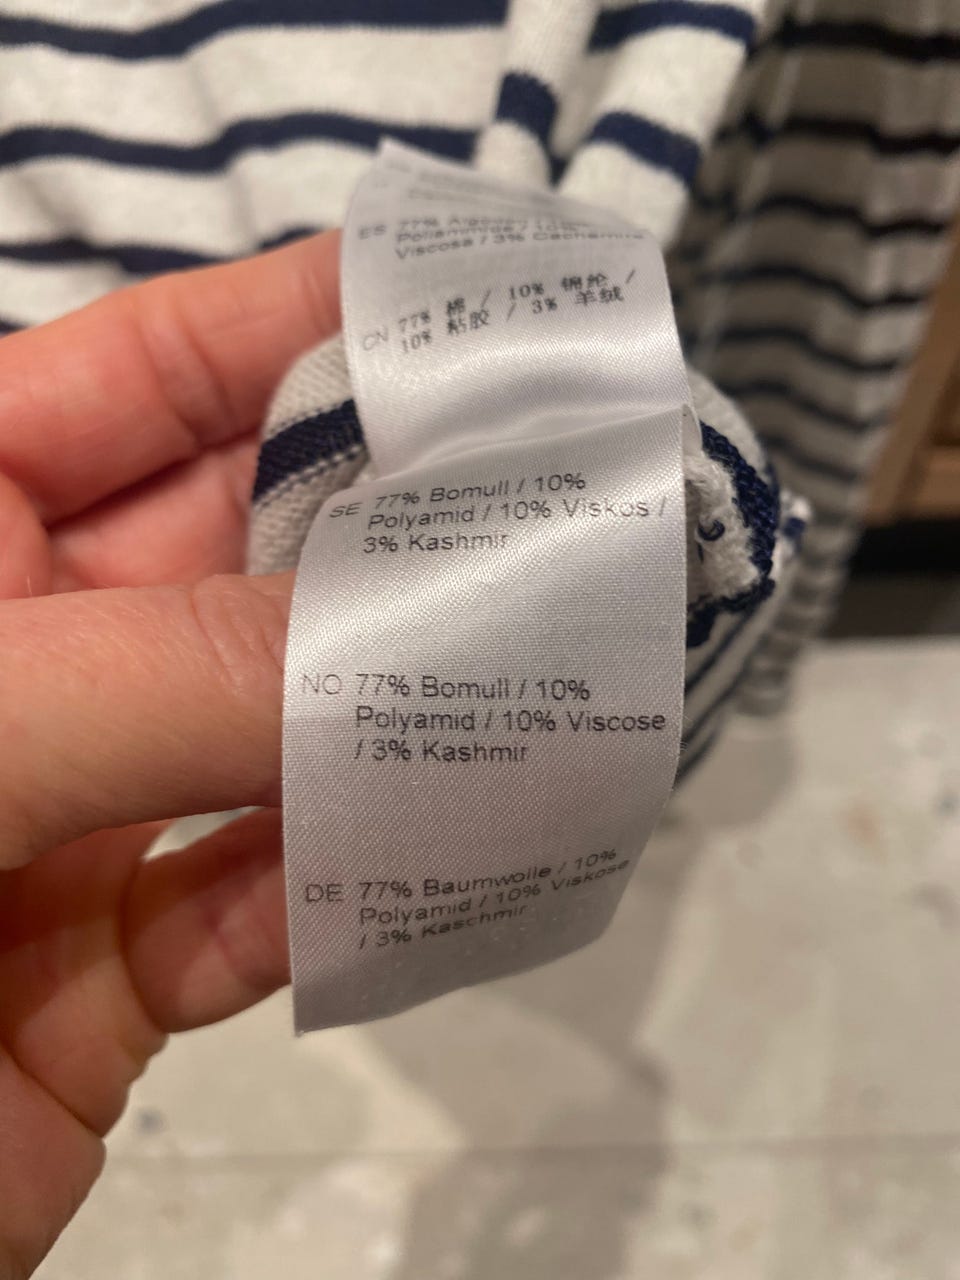 ES 77% Algodón /
Poliammide / 10%
Viscosa / 3% Cachemira
CN 77% 棉 / 10% 锦纶 /
10% 粘胶 / 3% 羊绒
SE 77% Bomull / 10%
Polyamid / 10% Viskos /
3% Kashmir
NO 77% Bomull / 10%
Polyamid / 10% Viscose
/ 3% Kashmir
DE 77% Baumwolle / 10%
Polyamid / 10% Viskose
/ 3% Kaschmir